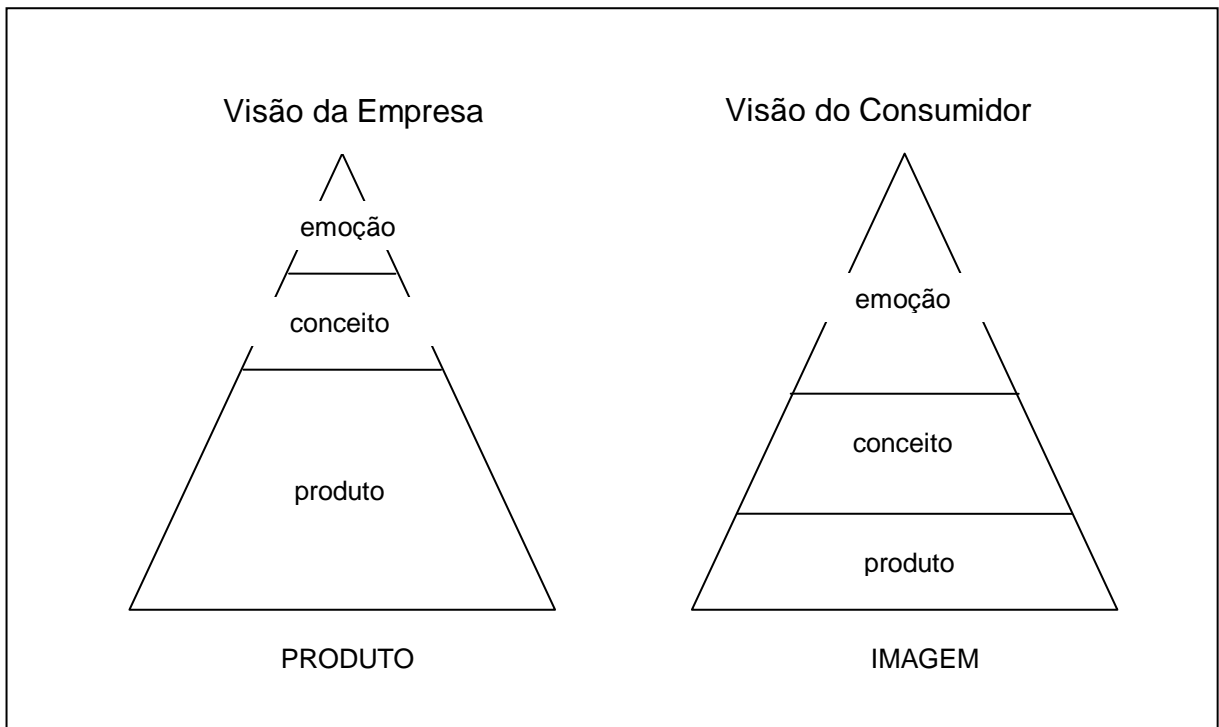 Visão da Empresa
emoção
conceito
produto
PRODUTO
Visão do Consumidor
emoção
conceito
produto
IMAGEM